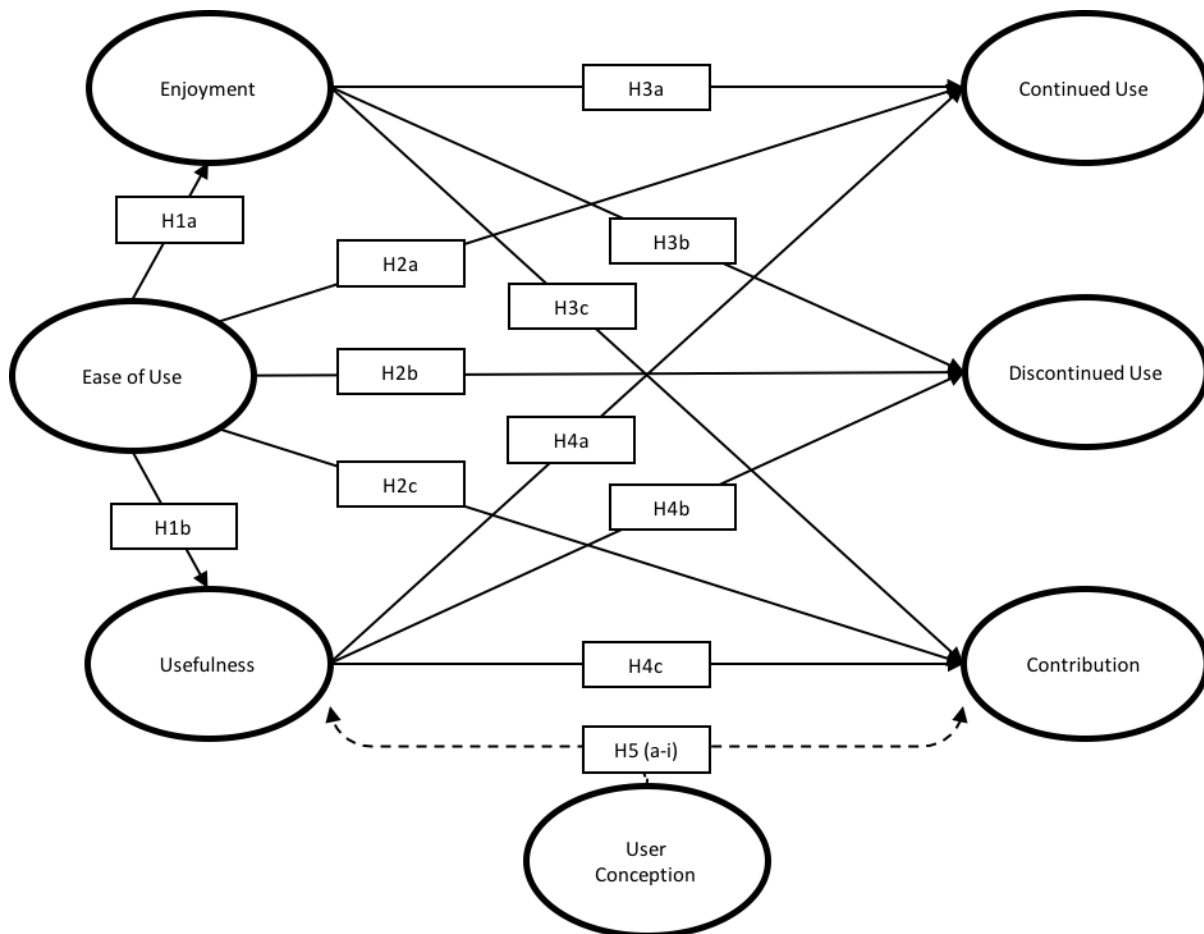 Enjoyment
H3a
Continued Use
H1a
H2a
H3b
H3c
Ease of Use
H2b
Discontinued Use
H4a
H2c
H4b
H1b
Usefulness
H4c
Contribution
H5 (a-i)
User
Conception